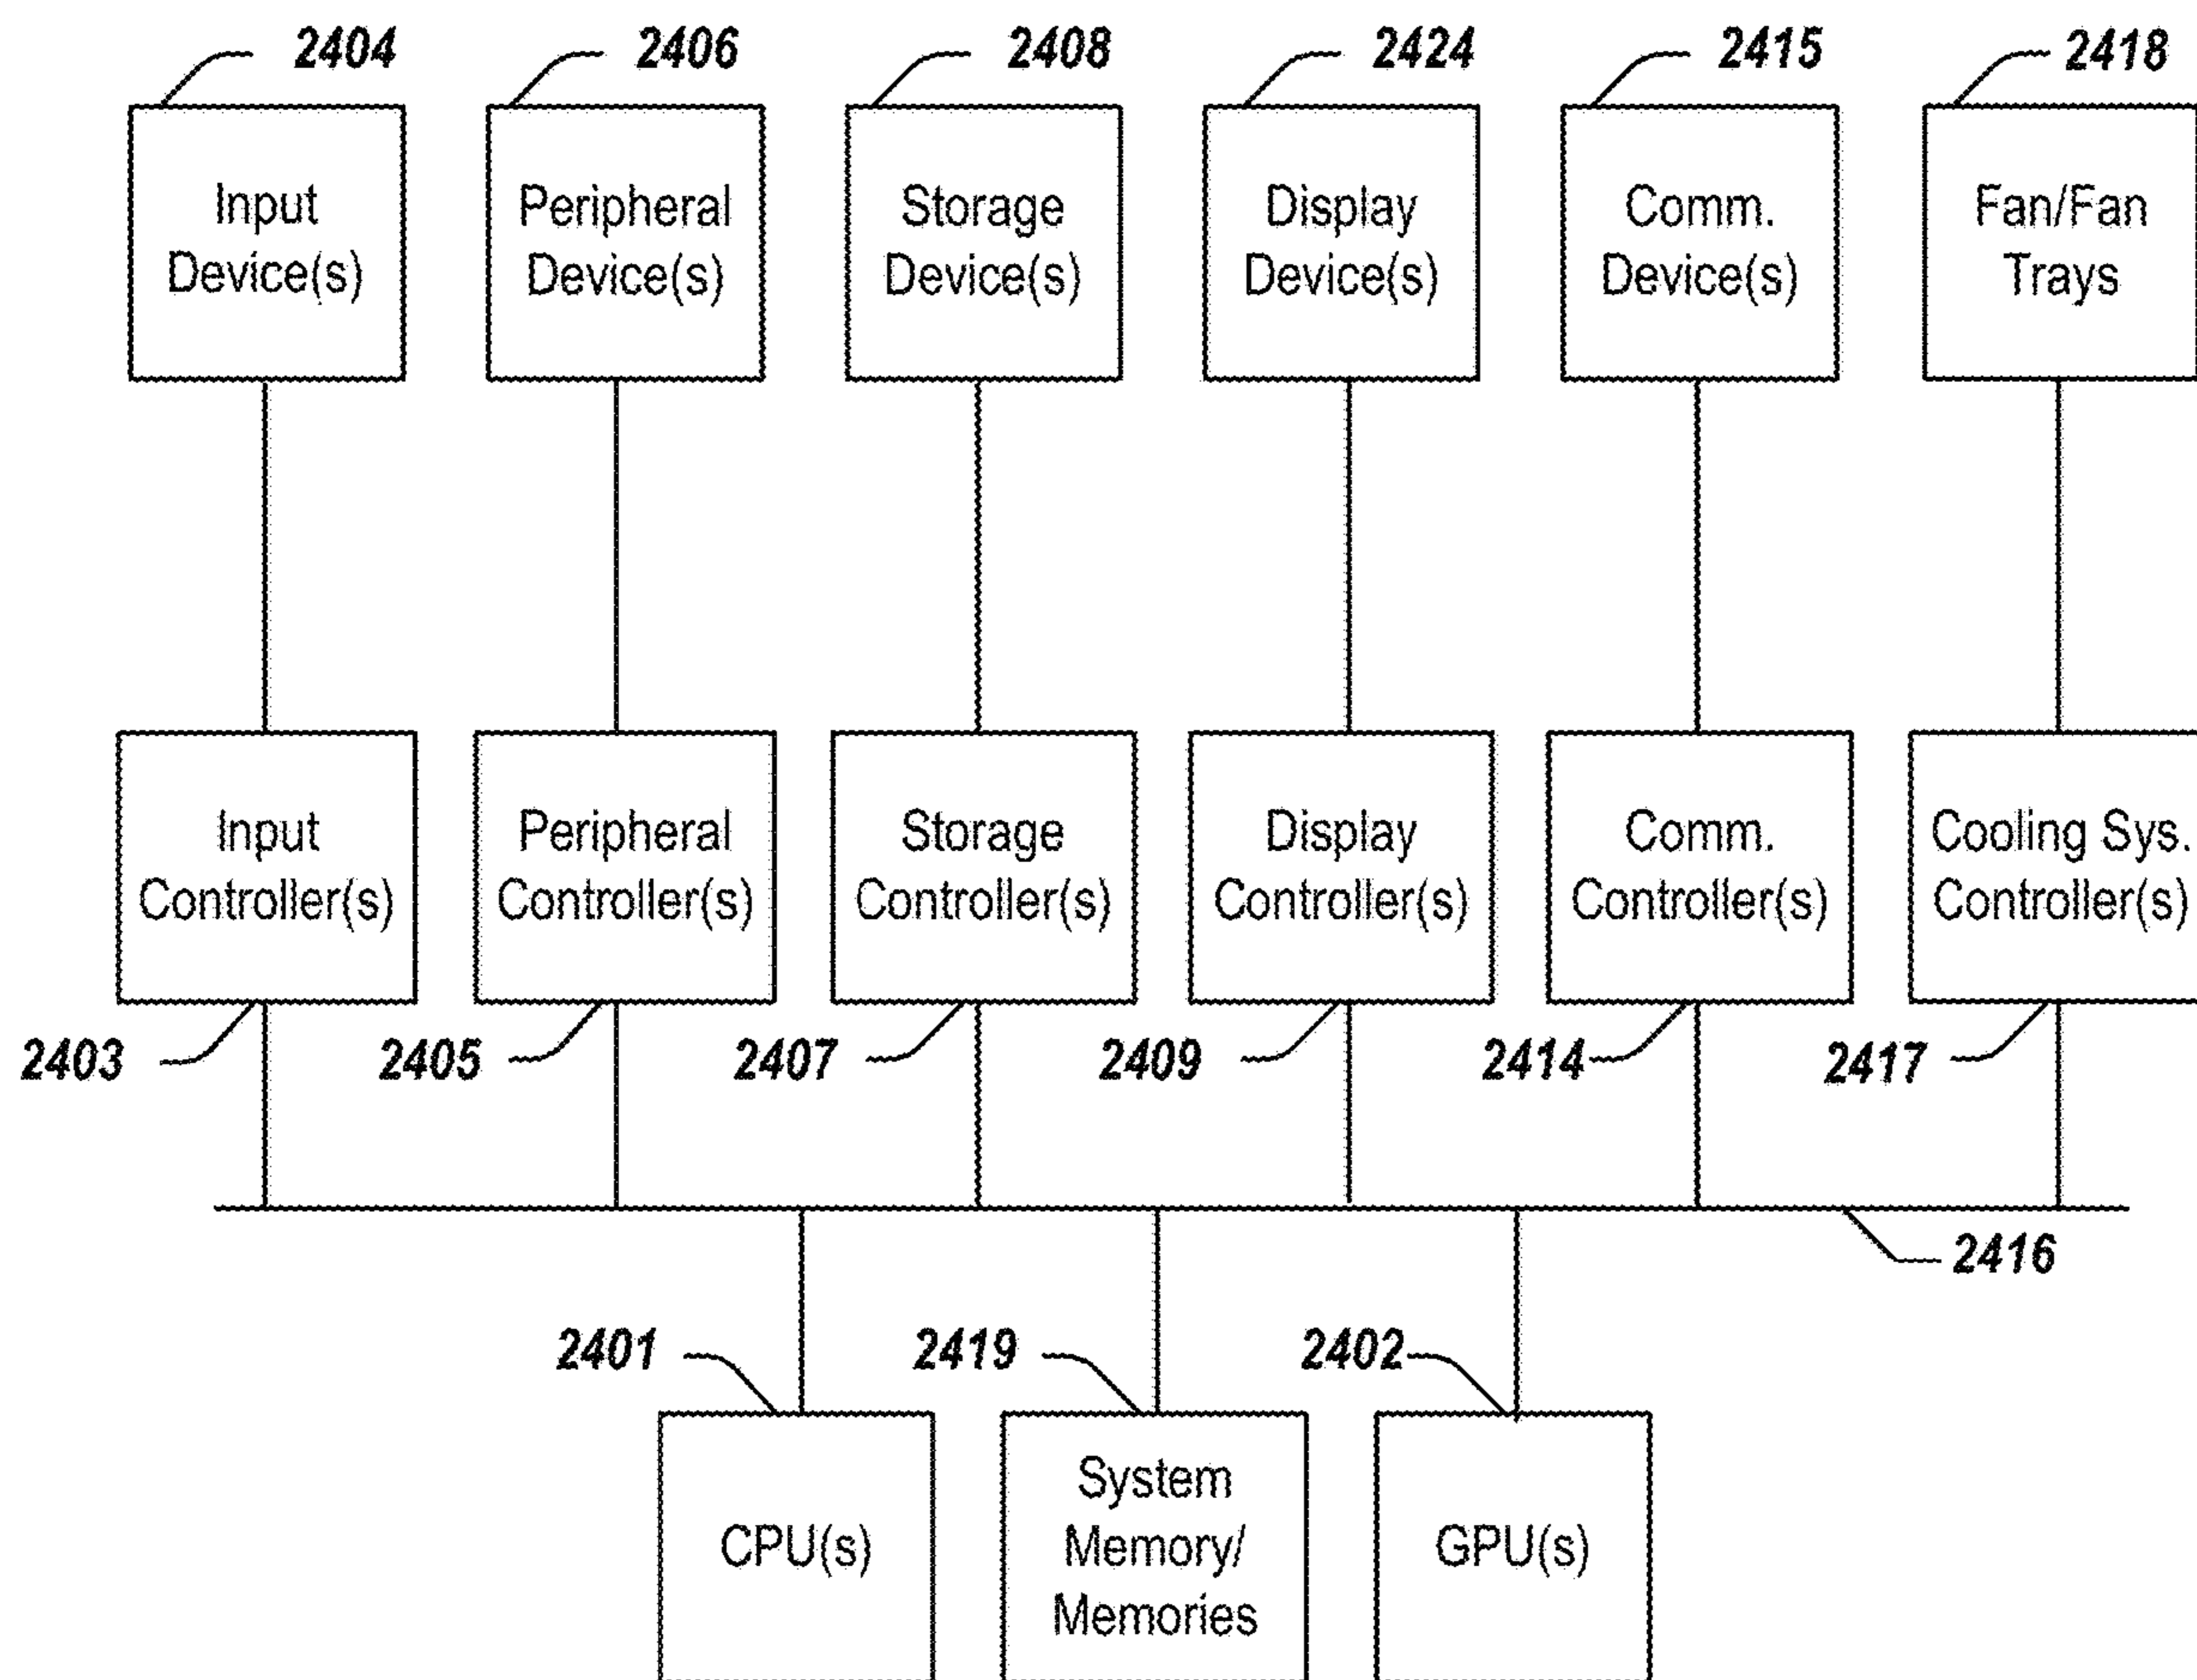 2404
2406
2408
2424
2415
2418
Input
Device(s)
Peripheral
Device(s)
Storage
Device(s)
Display
Device(s)
Comm.
Device(s)
Fan/Fan
Trays
Input
Controller(s)
Peripheral
Controller(s)
Storage
Controller(s)
Display
Controller(s)
Comm.
Controller(s)
Cooling Sys.
Controller(s)
2403
2405
2407
2409
2414
2417
2416
2401
2419
2402
CPU(s)
System
Memory/
Memories
GPU(s)